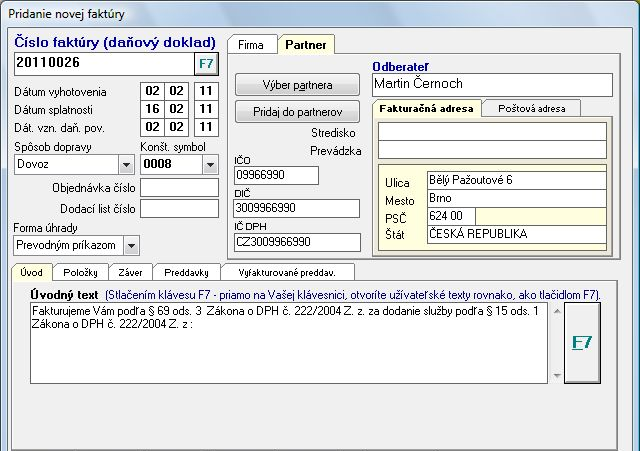 Pridanie novej faktúry
Číslo faktúry (daňový doklad)
20110026
F7
Dátum vyhotovenia 02 02 11
Dátum splatnosti 16 02 11
Dát. vzn. daň. pov. 02 02 11
Spôsob dopravy Konšt. symbol
Dovoz 0008
Objednávka číslo
Dodací list číslo
Forma úhrady
Prevodným príkazom
Firma Partner
Výber partnera
Pridaj do partnerov
Stredisko
Prevádzka
IČO
09966990
DIČ
3009966990
IČ DPH
CZ3009966990
Odberateľ
Martin Černoch
Fakturačná adresa Poštová adresa
Ulica Bělý Pažoutové 6
Mesto Brno
PSČ 624 00
Štát ČESKÁ REPUBLIKA
Úvod Položky Záver Preddavky Vyfakturované preddav.
Úvodný text (Stlačením klávesu F7 - priamo na Vašej klávesnici, otvoríte užívateľské texty rovnako, ako tlačidlom F7).
Fakturujeme Vám podľa § 69 ods. 3 Zákona o DPH č. 222/2004 Z. z. za dodanie služby podľa § 15 ods. 1
Zákona o DPH č. 222/2004 Z. z :
F7